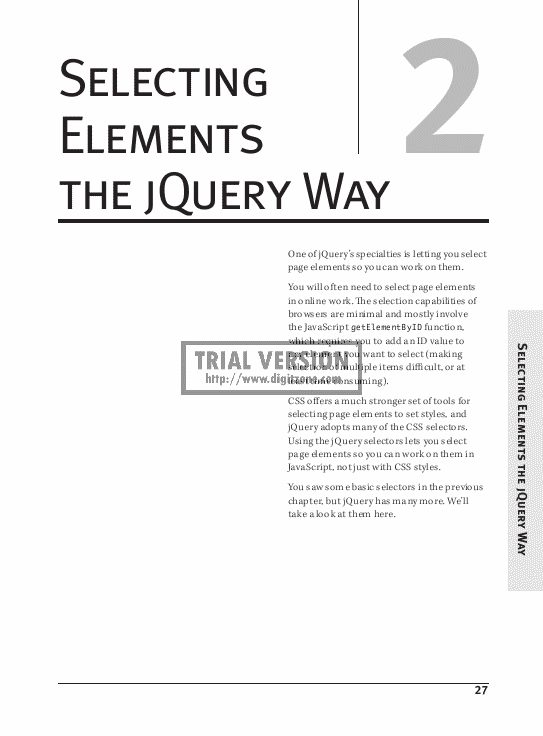 2
SELECTING
ELEMENTS
THE JQUERY WAY
One of jQuery's specialties is letting you select
page elements so you can work on them.
You will often need to select page elements
in online work. The selection capabilities of
browsers are minimal and mostly involve
the JavaScript getElementByID function,
which requires you to add an ID value to
any element you want to select (making
selection of multiple items difficult, or at
least time consuming).
TRIAL VERSION
http://www.digitzone.com
CSS offers a much stronger set of tools for
selecting page elements to set styles, and
jQuery adopts many of the CSS selectors.
Using the jQuery selectors lets you select
page elements so you can work on them in
JavaScript, not just with CSS styles.
You saw some basic selectors in the previous
chapter, but jQuery has many more. We'll
take a look at them here.
SELECTING ELEMENTS THE JQUERY WAY
27